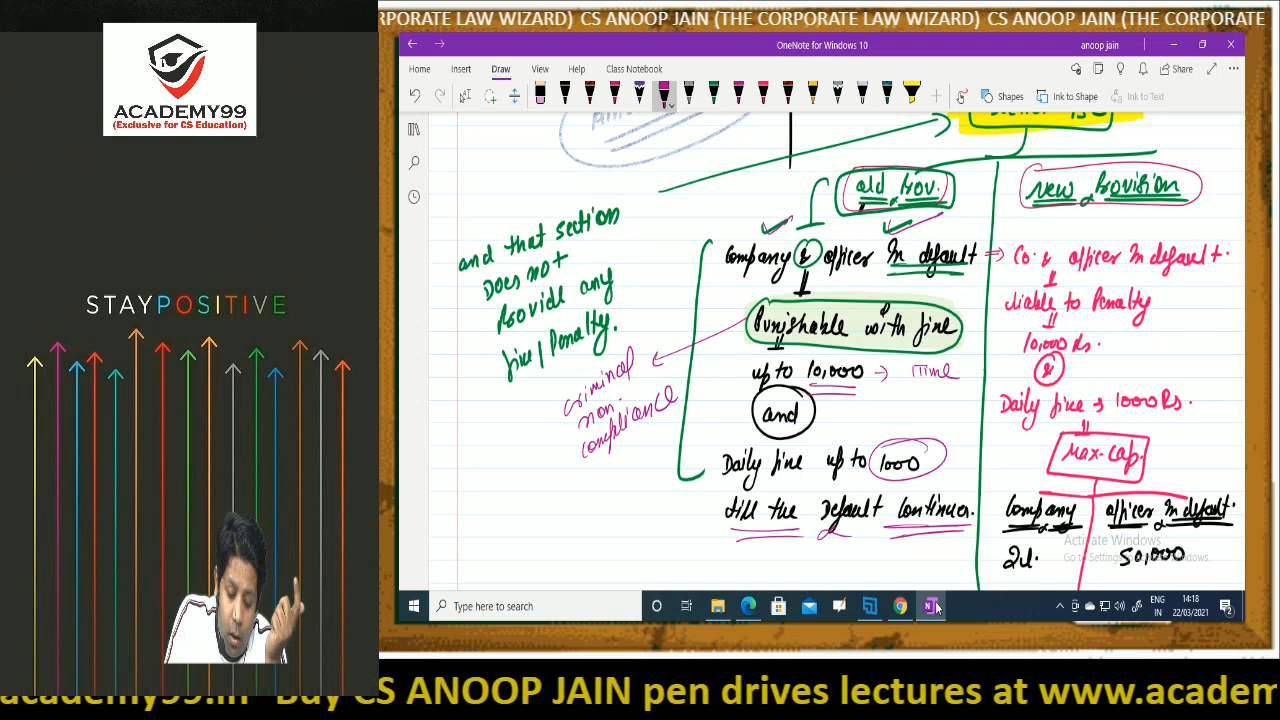 RPORATE LAW WIZARD) CS ANOOP JAIN (THE CORPORATE LAW WIZARD) CS ANOOP JAIN (THE CORPORATE
ACADEMY99
(Exclusive for CS Education)
STAYPOSITIVE
OneNote for Windows 10
anoop jain
Home Insert Draw View Help Class Notebook
Share
Shapes
Ink to Shape
Ink to Text
old Prov.
new Provision
and that section
Does not
Provide any
fine / Penalty.
Company & officer In default
Punishable with fine
up to 10,000 → Time
and
Daily fine up to 1000
till the Default continues.
criminal
non-
compliance
⇒ Co. & officer In default.
liable to Penalty
10,000 Rs.
&
Daily fine → 1000 Rs.
Max-cap.
Company
officer In default.
2L.
50,000
Activate Windows
Go to Settings
Type here to search
ENG
IN
14:18
22/03/2021
2
academy99.in - Buy CS ANOOP JAIN pen drives lectures at www.academ